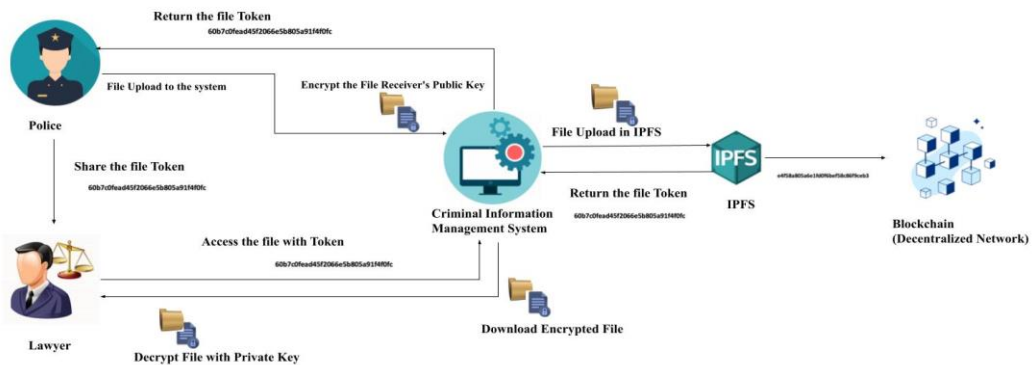 Return the file Token
60b7c0fead45f2066e5b805a91f4f0fc
File Upload to the system
Encrypt the File Receiver's Public Key
Police
File Upload in IPFS
IPFS
Share the file Token
60b7c0fead45f2066e5b805a91f4f0fc
Return the file Token
60b7c0fead45f2066e5b805a91f4f0fc
IPFS
Criminal Information
Management System
Blockchain
(Decentralized Network)
Access the file with Token
60b7c0fead45f2066e5b805a91f4f0fc
Download Encrypted File
Lawyer
Decrypt File with Private Key